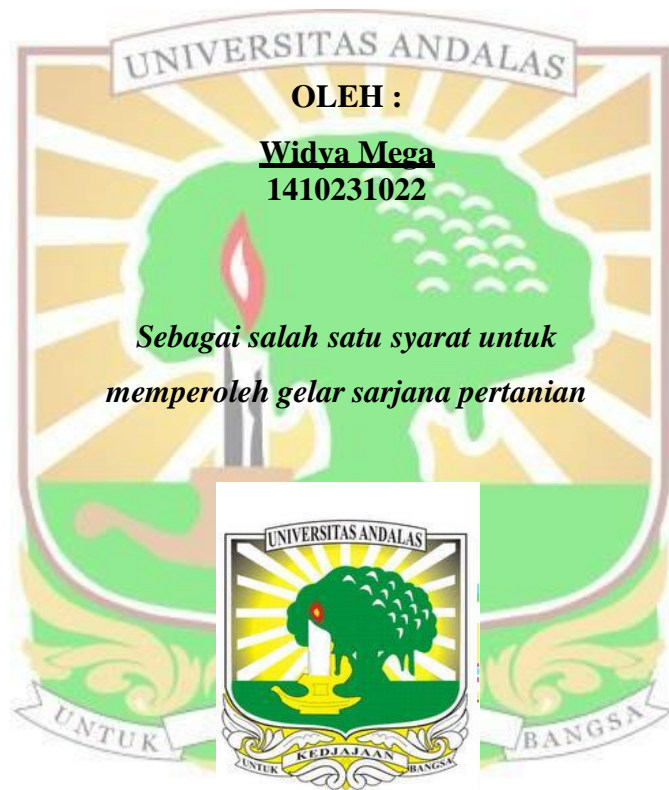 UNIVERSITAS ANDALAS
OLEH :
Widya Mega
1410231022
Sebagai salah satu syarat untuk
memperoleh gelar sarjana pertanian
UNIVERSITAS ANDALAS
UNTUK KEDJAJAAN BANGSA
UNTUK BANGSA